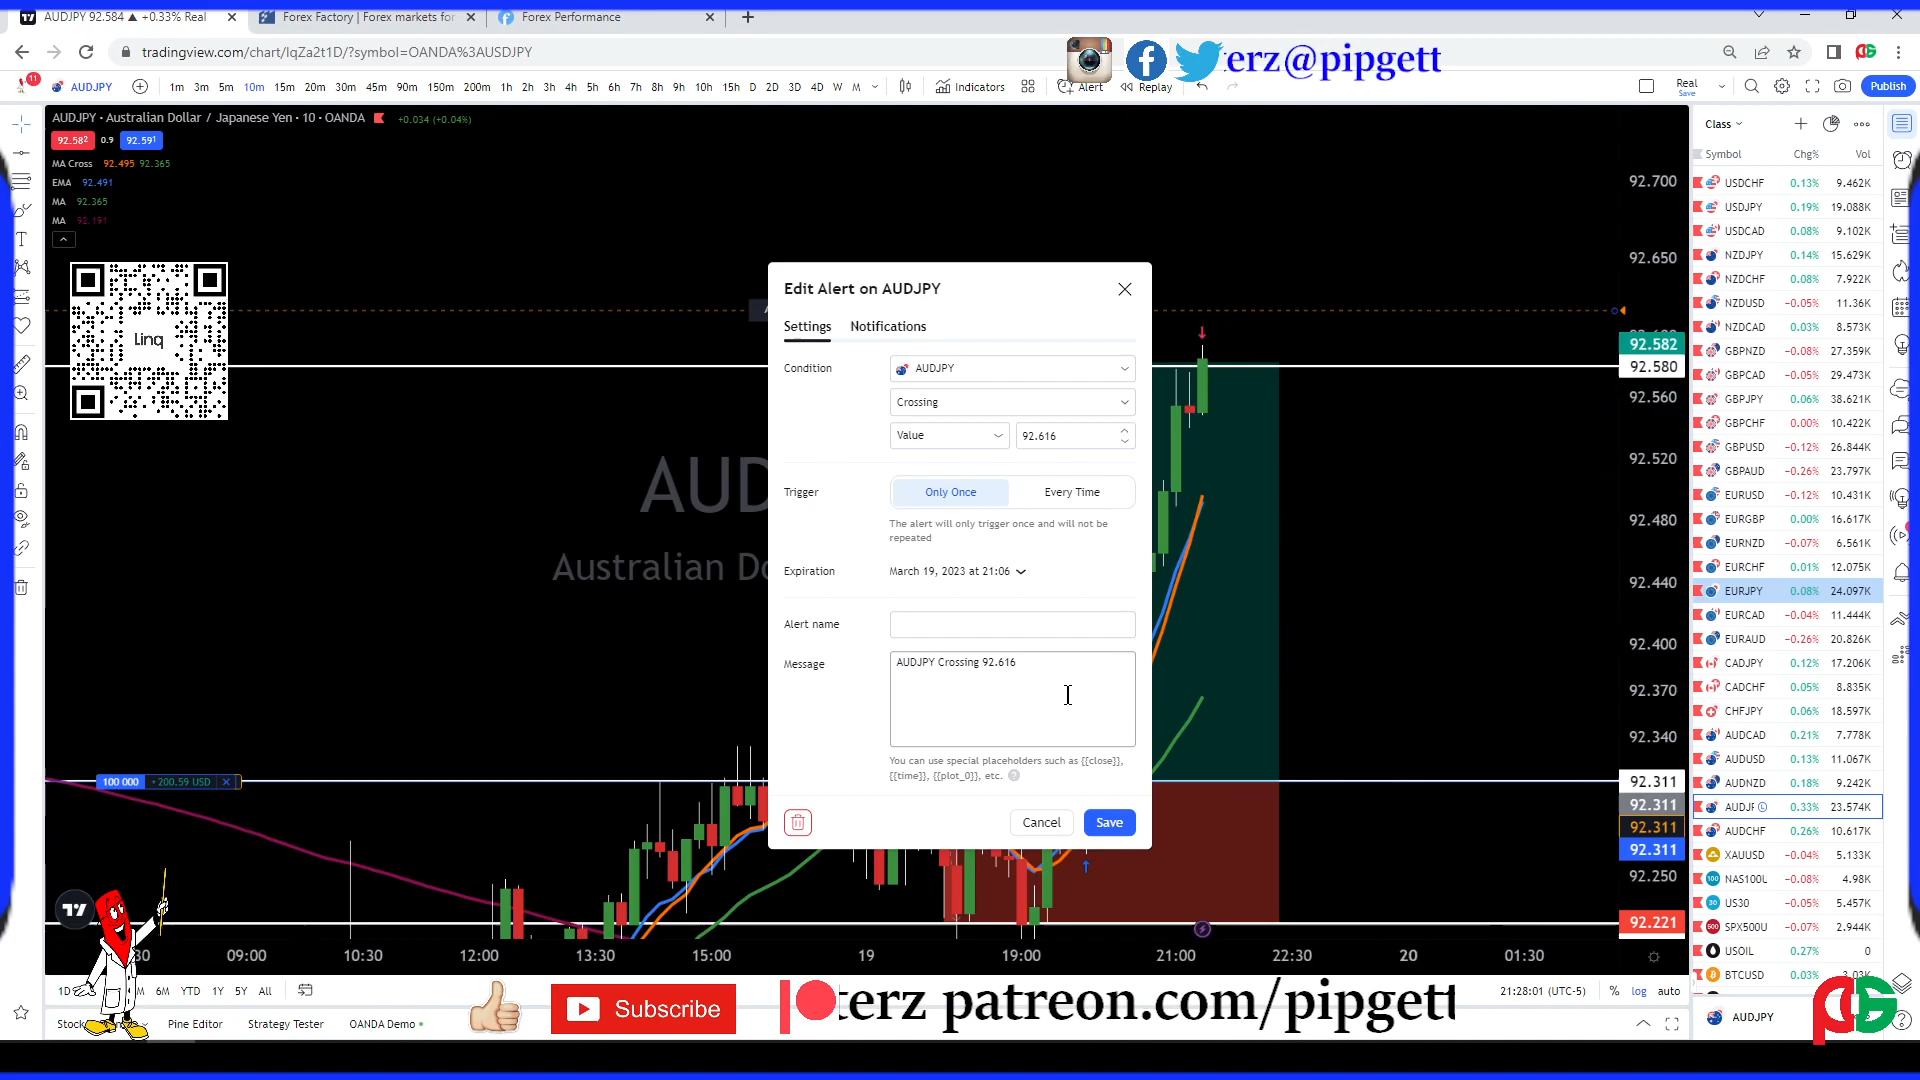 AUDJPY 92.584 ▲ +0.33% Real
Forex Factory | Forex markets for
Forex Performance
tradingview.com/chart/IqZa2t1D/?symbol=OANDA%3AUSDJPY
erz@pipgett
11
AUDJPY
1m 3m 5m 10m 15m 20m 30m 45m 90m 150m 200m 1h 2h 3h 4h 5h 6h 7h 8h 9h 10h 15h D 2D 3D 4D W M
Indicators
Alert
Replay
Real
Save
Publish
AUDJPY · Australian Dollar / Japanese Yen · 10 · OANDA +0.034 (+0.04%)
92.582 0.9 92.591
MA Cross 92.495 92.365
EMA 92.491
MA 92.365
MA 92.191
Linq
AUD
Australian Do
100 000 +200.59 USD
Edit Alert on AUDJPY
Settings Notifications
Condition AUDJPY
Crossing
Value 92.616
Trigger Only Once Every Time
The alert will only trigger once and will not be
repeated
Expiration March 19, 2023 at 21:06
Alert name
Message AUDJPY Crossing 92.616
You can use special placeholders such as {{close}},
{{time}}, {{plot_0}}, etc.
Cancel Save
92.700
92.650
92.582
92.580
92.560
92.520
92.480
92.440
92.400
92.370
92.340
92.311
92.311
92.311
92.311
92.250
92.221
:30 09:00 10:30 12:00 13:30 15:00 19 19:00 21:00 22:30 20 01:30
Class
Symbol Chg% Vol
USDCHF 0.13% 9.462K
USDJPY 0.19% 19.088K
USDCAD 0.08% 9.102K
NZDJPY 0.14% 15.629K
NZDCHF 0.08% 7.922K
NZDUSD −0.05% 11.36K
NZDCAD 0.03% 8.573K
GBPNZD −0.08% 27.359K
GBPCAD −0.05% 29.473K
GBPJPY 0.06% 38.621K
GBPCHF 0.00% 10.422K
GBPUSD −0.12% 26.844K
GBPAUD −0.26% 23.797K
EURUSD −0.12% 10.431K
EURGBP 0.00% 16.617K
EURNZD −0.07% 6.561K
EURCHF 0.01% 12.075K
EURJPY 0.08% 24.097K
EURCAD −0.04% 11.444K
EURAUD −0.26% 20.826K
CADJPY 0.12% 17.206K
CADCHF 0.05% 8.835K
CHFJPY 0.06% 18.597K
AUDCAD 0.21% 7.778K
AUDUSD 0.13% 11.067K
AUDNZD 0.18% 9.242K
AUDJF 0.33% 23.574K
AUDCHF 0.26% 10.617K
XAUUSD −0.04% 5.133K
NAS100U −0.08% 4.98K
US30 −0.05% 5.457K
SPX500U −0.07% 2.944K
USOIL 0.27% 0
BTCUSD 0.03% 3.03K
AUDJPY
1D M 6M YTD 1Y 5Y All
21:28:01 (UTC-5) % log auto
Subscribe
terz patreon.com/pipgett
Stock Pine Editor Strategy Tester OANDA Demo
PG